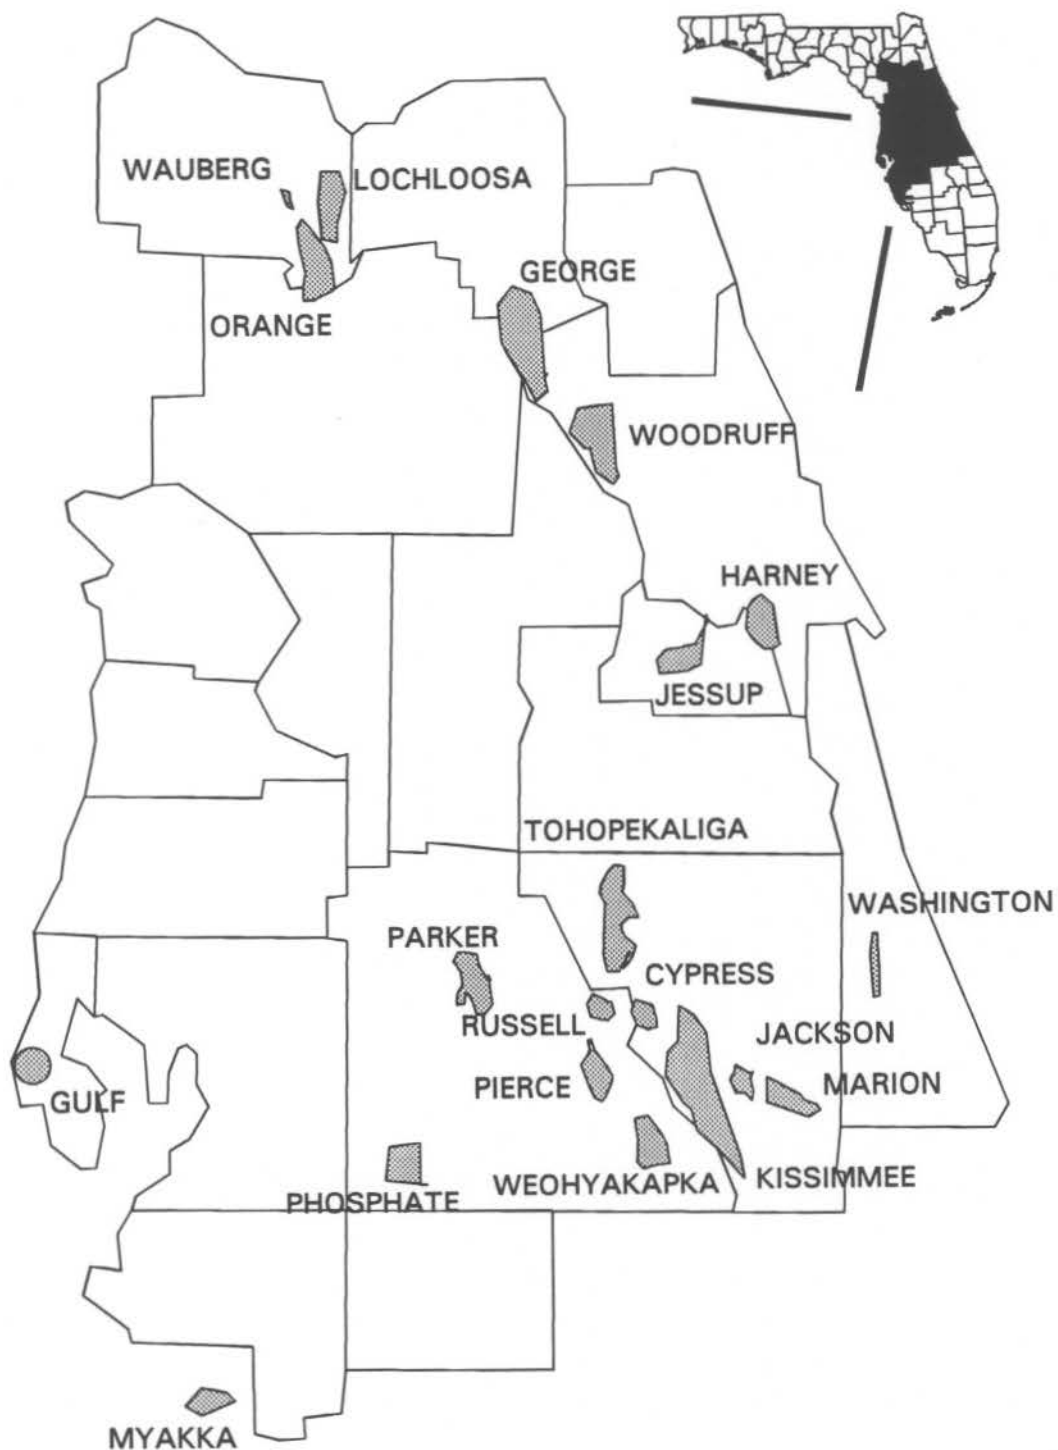 WAUBERG
LOCHLOOSA
GEORGE
ORANGE
WOODRUFF
HARNEY
JESSUP
TOHOPEKALIGA
WASHINGTON
PARKER
CYPRESS
RUSSELL
JACKSON
PIERCE
MARION
GULF
WEOHYAKAPKA
KISSIMMEE
PHOSPHATE
MYAKKA